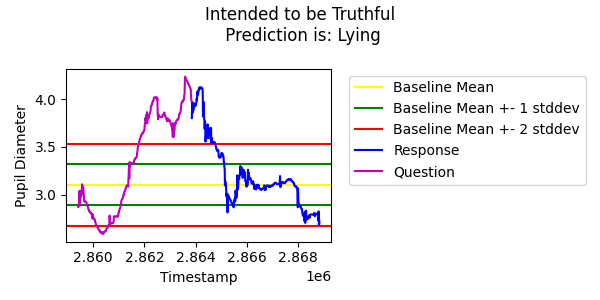 Intended to be Truthful
Prediction is: Lying
Pupil Diameter
4.0
3.5
3.0
2.860 2.862 2.864 2.866 2.868
1e6
Timestamp
Baseline Mean
Baseline Mean +- 1 stddev
Baseline Mean +- 2 stddev
Response
Question